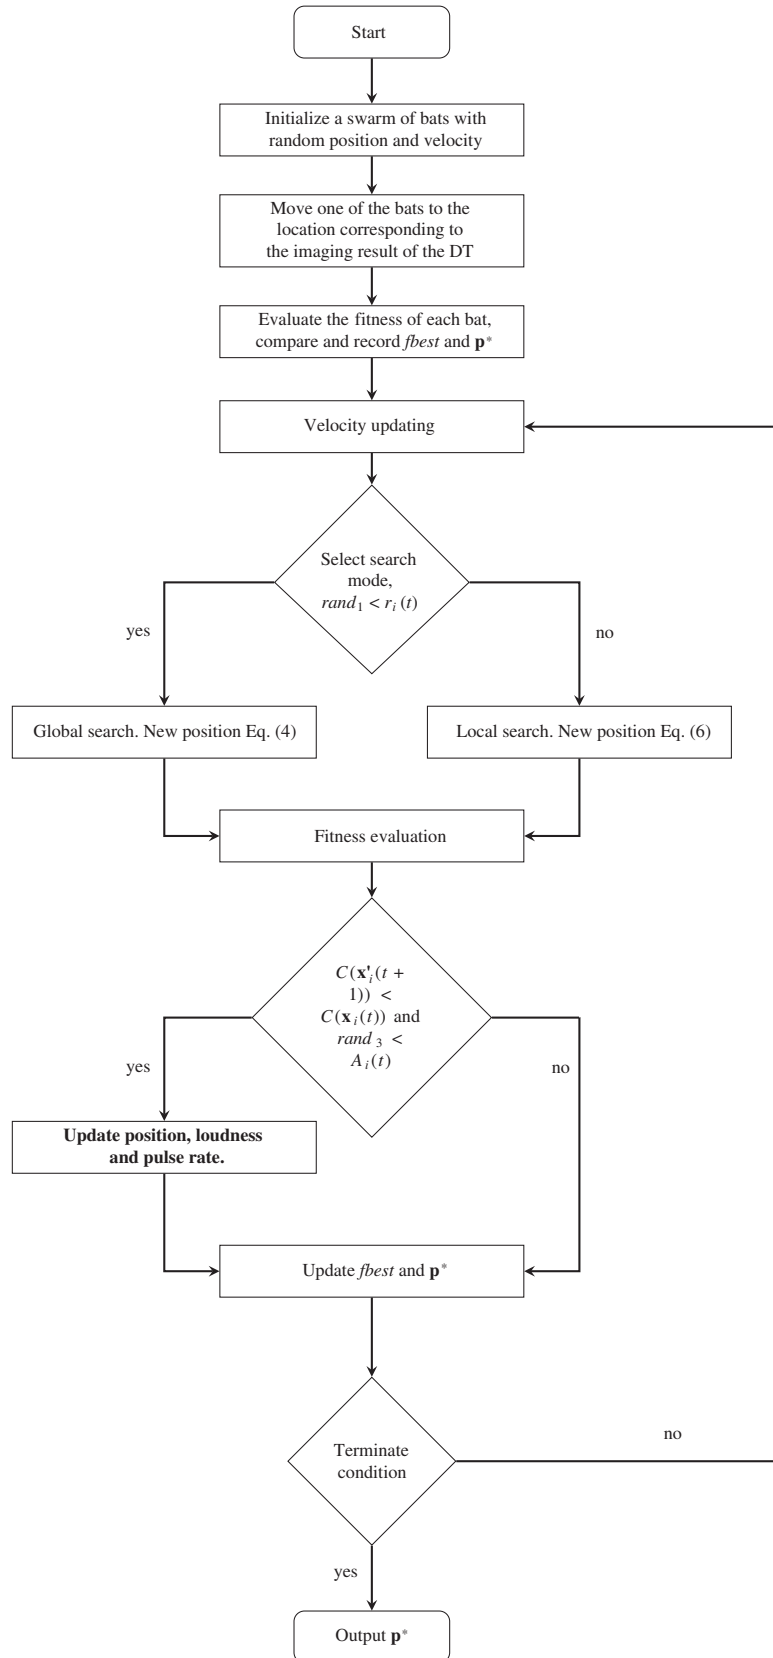 Start
Initialize a swarm of bats with
random position and velocity
Move one of the bats to the
location corresponding to
the imaging result of the DT
Evaluate the fitness of each bat,
compare and record fbest and p*
Velocity updating
Select search
mode,
rand₁ < rᵢ (t)
yes
no
Global search. New position Eq. (4)
Local search. New position Eq. (6)
Fitness evaluation
C(x'ᵢ(t +
1)) <
C(xᵢ(t)) and
rand ₃ <
Aᵢ(t)
yes
no
Update position, loudness
and pulse rate.
Update fbest and p*
Terminate
condition
no
yes
Output p*